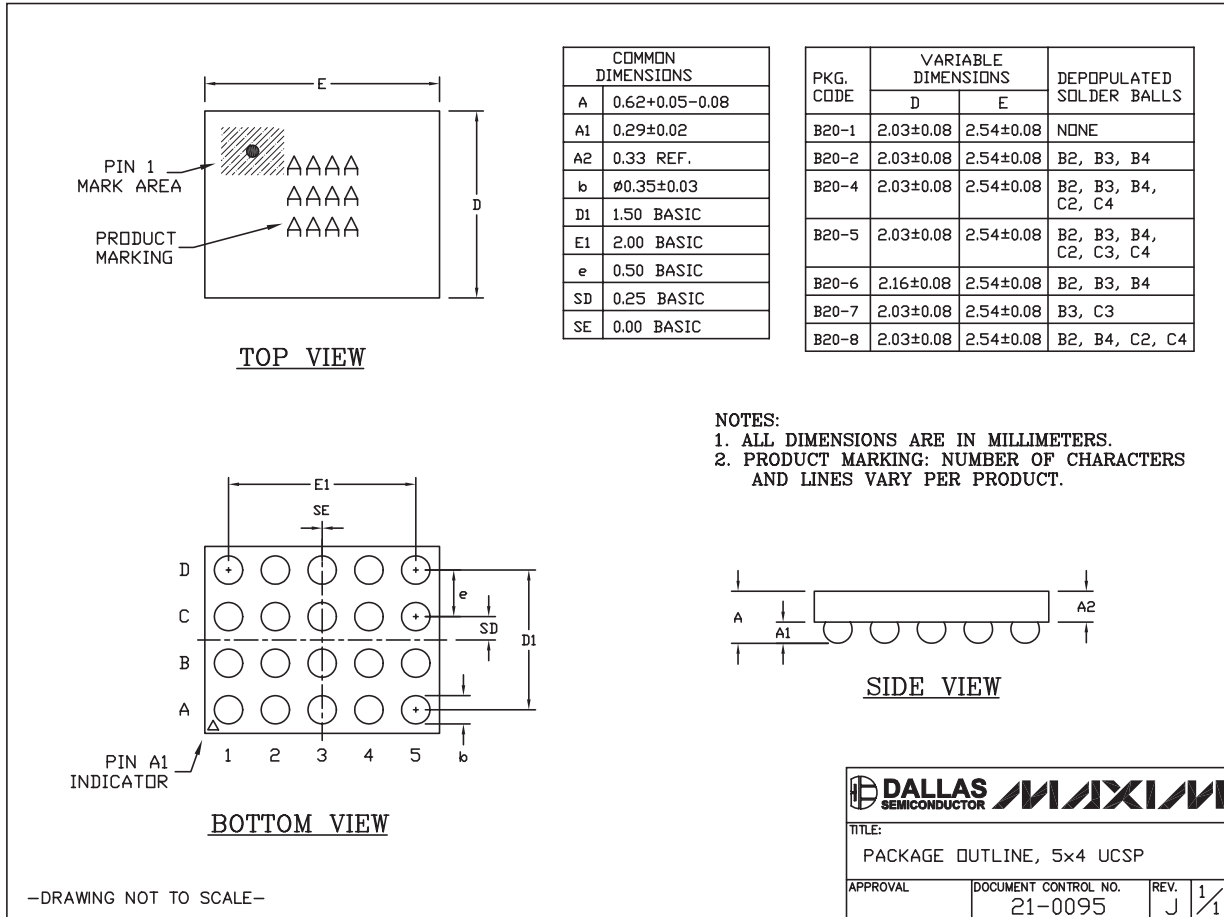 E
D
PIN 1
MARK AREA
AAAA
AAAA
AAAA
PRODUCT
MARKING
TOP VIEW
COMMON
DIMENSIONS
A 0.62+0.05-0.08
A1 0.29±0.02
A2 0.33 REF.
b ø0.35±0.03
D1 1.50 BASIC
E1 2.00 BASIC
e 0.50 BASIC
SD 0.25 BASIC
SE 0.00 BASIC
PKG.
CODE
VARIABLE
DIMENSIONS
D E
DEPOPULATED
SOLDER BALLS
B20-1 2.03±0.08 2.54±0.08 NONE
B20-2 2.03±0.08 2.54±0.08 B2, B3, B4
B20-4 2.03±0.08 2.54±0.08 B2, B3, B4,
C2, C4
B20-5 2.03±0.08 2.54±0.08 B2, B3, B4,
C2, C3, C4
B20-6 2.16±0.08 2.54±0.08 B2, B3, B4
B20-7 2.03±0.08 2.54±0.08 B3, C3
B20-8 2.03±0.08 2.54±0.08 B2, B4, C2, C4
NOTES:
1. ALL DIMENSIONS ARE IN MILLIMETERS.
2. PRODUCT MARKING: NUMBER OF CHARACTERS
AND LINES VARY PER PRODUCT.
E1
SE
D
C
B
A
e
SD
D1
b
1 2 3 4 5
PIN A1
INDICATOR
BOTTOM VIEW
A
A1
A2
SIDE VIEW
-DRAWING NOT TO SCALE-
DALLAS
SEMICONDUCTOR
MAXIM
TITLE:
PACKAGE OUTLINE, 5x4 UCSP
APPROVAL
DOCUMENT CONTROL NO.
21-0095
REV.
J
1/1